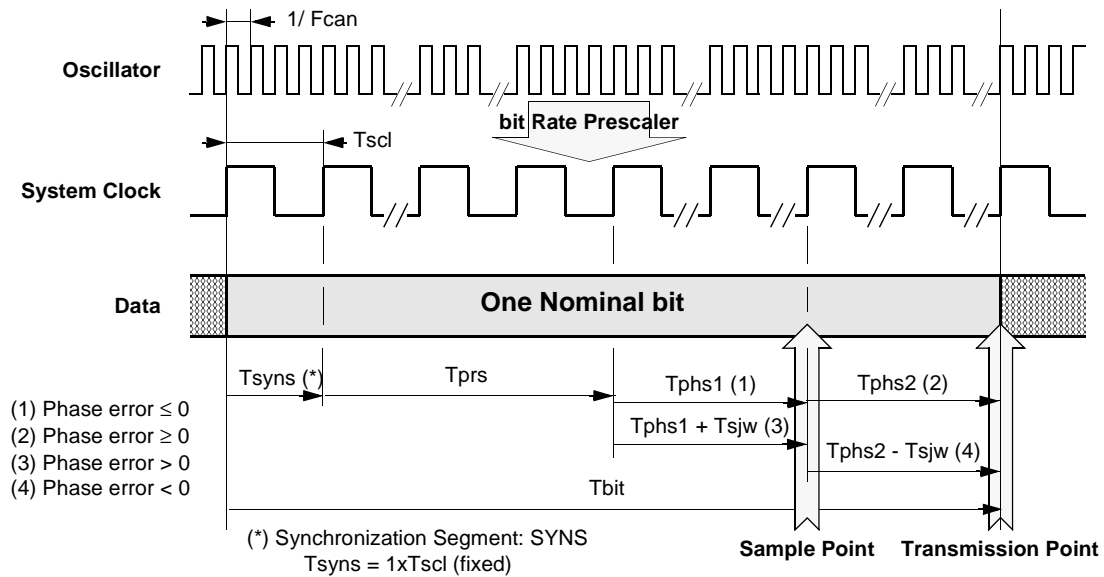 1/ Fcan
Oscillator
bit Rate Prescaler
Tscl
System Clock
Data
One Nominal bit
Tsyns (*)
Tprs
Tphs1 (1)
Tphs2 (2)
(1) Phase error ≤ 0
(2) Phase error ≥ 0
(3) Phase error > 0
(4) Phase error < 0
Tphs1 + Tsjw (3)
Tphs2 - Tsjw (4)
Tbit
(*) Synchronization Segment: SYNS
Tsyns = 1xTscl (fixed)
Sample Point
Transmission Point